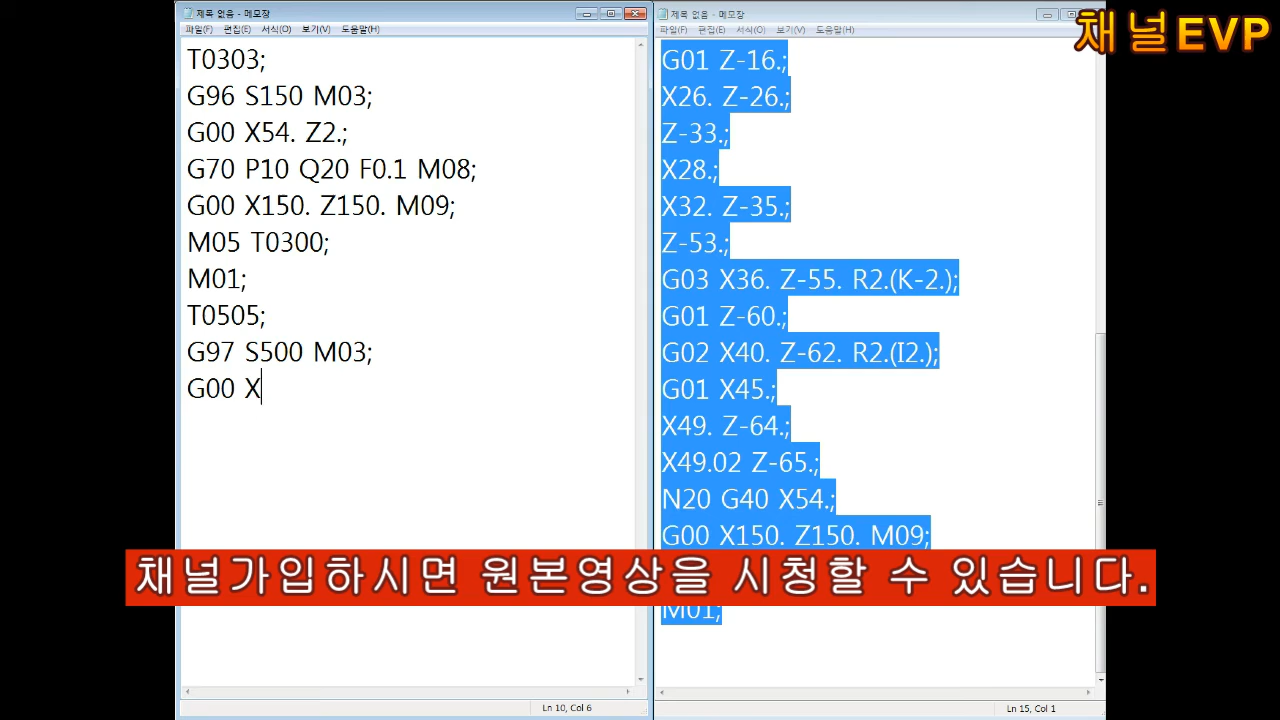 제목 없음 - 메모장
파일(F) 편집(E) 서식(O) 보기(V) 도움말(H)
T0303;
G96 S150 M03;
G00 X54. Z2.;
G70 P10 Q20 F0.1 M08;
G00 X150. Z150. M09;
M05 T0300;
M01;
T0505;
G97 S500 M03;
G00 X
Ln 10, Col 6
제목 없음 - 메모장
파일(F) 편집(E) 서식(O) 보기(V) 도움말(H)
G01 Z-16.;
X26. Z-26.;
Z-33.;
X28.;
X32. Z-35.;
Z-53.;
G03 X36. Z-55. R2.(K-2.);
G01 Z-60.;
G02 X40. Z-62. R2.(I2.);
G01 X45.;
X49. Z-64.;
X49.02 Z-65.;
N20 G40 X54.;
G00 X150. Z150. M09;
M01;
Ln 15, Col 1
채널EVP
채널가입하시면 원본영상을 시청할 수 있습니다.